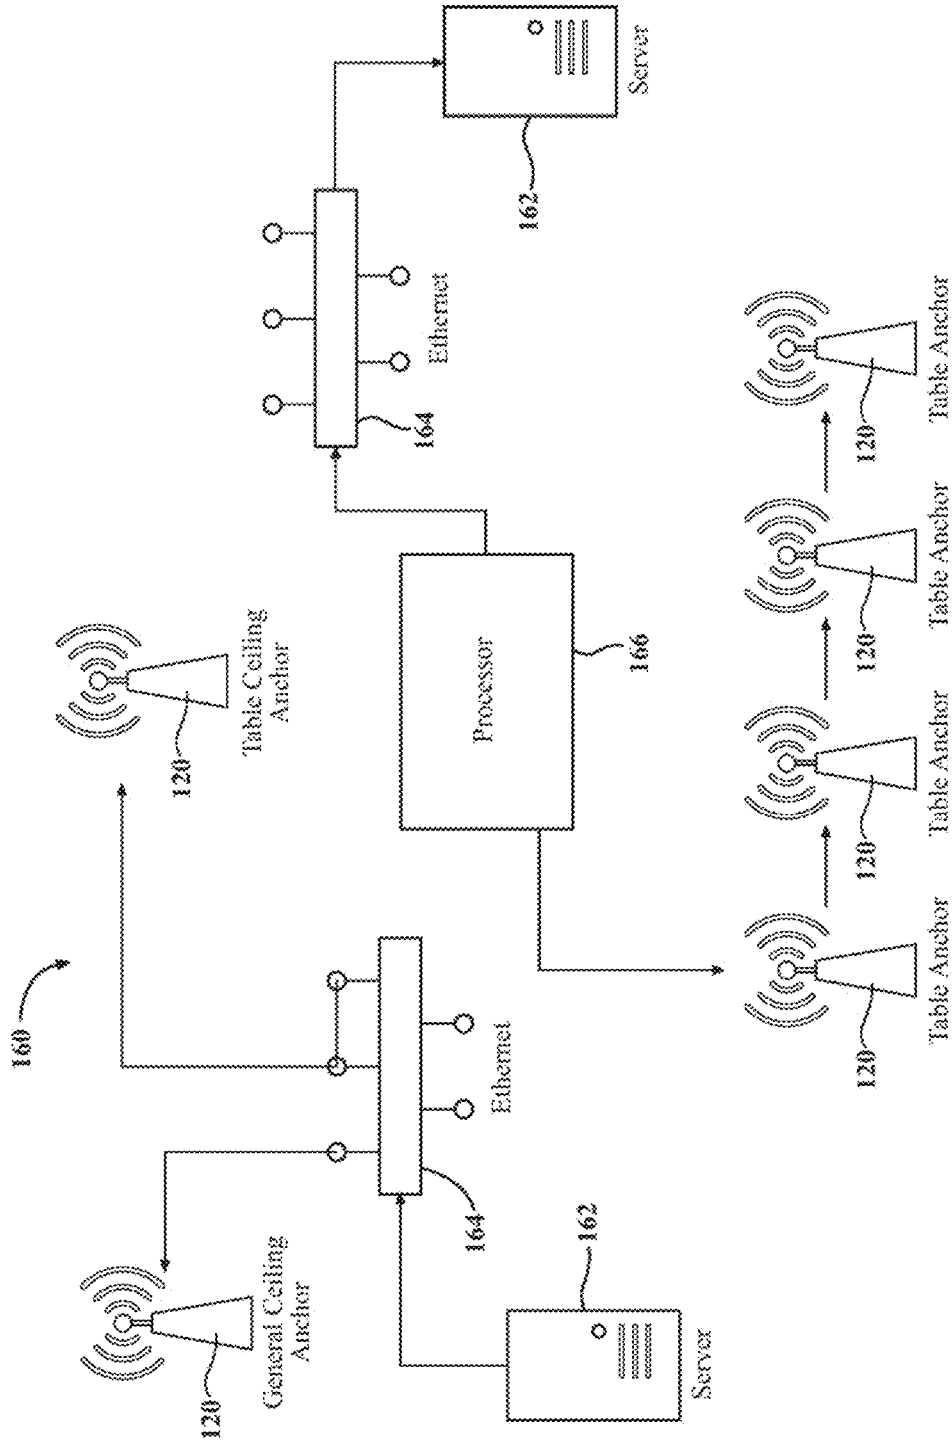 160
120
Table Ceiling
Anchor
120
General Ceiling
Anchor
164
Ethernet
164
Ethernet
Processor
166
162
Server
162
Server
120
120
120
120
Table Anchor
Table Anchor
Table Anchor
Table Anchor